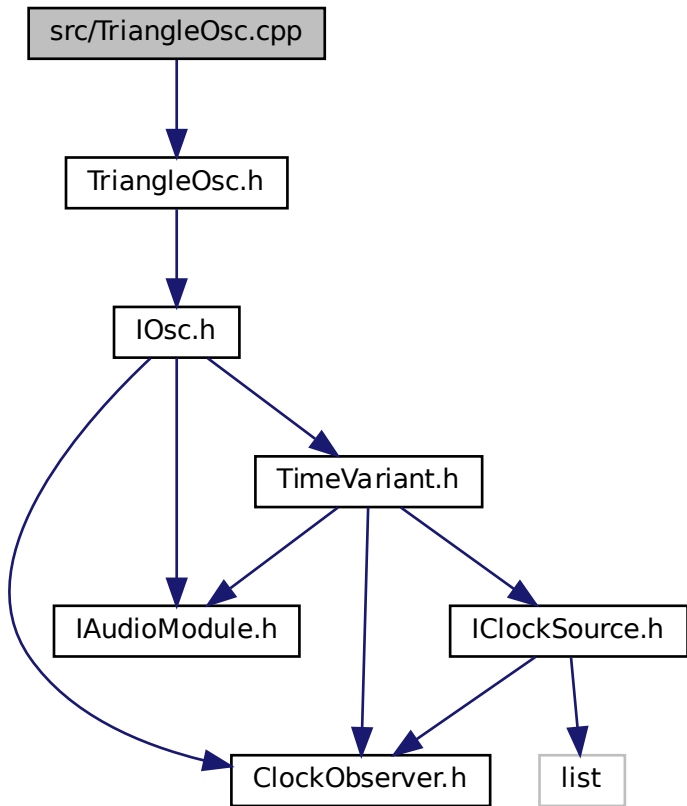 src/TriangleOsc.cpp
TriangleOsc.h
IOsc.h
TimeVariant.h
IAudioModule.h
IClockSource.h
ClockObserver.h
list